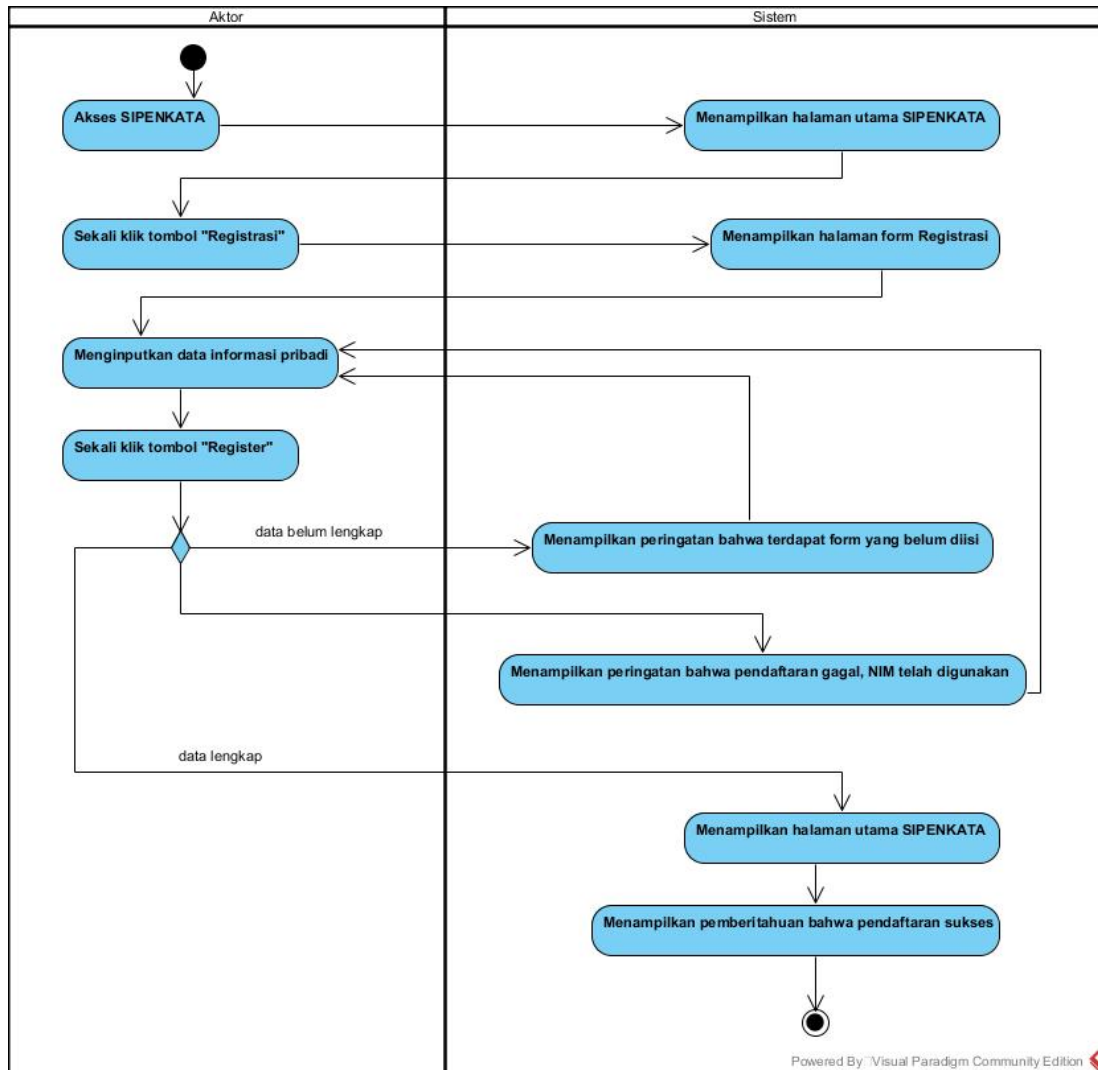 Aktor
Sistem
Akses SIPENKATA
Menampilkan halaman utama SIPENKATA
Sekali klik tombol "Registrasi"
Menampilkan halaman form Registrasi
Menginputkan data informasi pribadi
Sekali klik tombol "Register"
data belum lengkap
Menampilkan peringatan bahwa terdapat form yang belum diisi
Menampilkan peringatan bahwa pendaftaran gagal, NIM telah digunakan
data lengkap
Menampilkan halaman utama SIPENKATA
Menampilkan pemberitahuan bahwa pendaftaran sukses
Powered By Visual Paradigm Community Edition